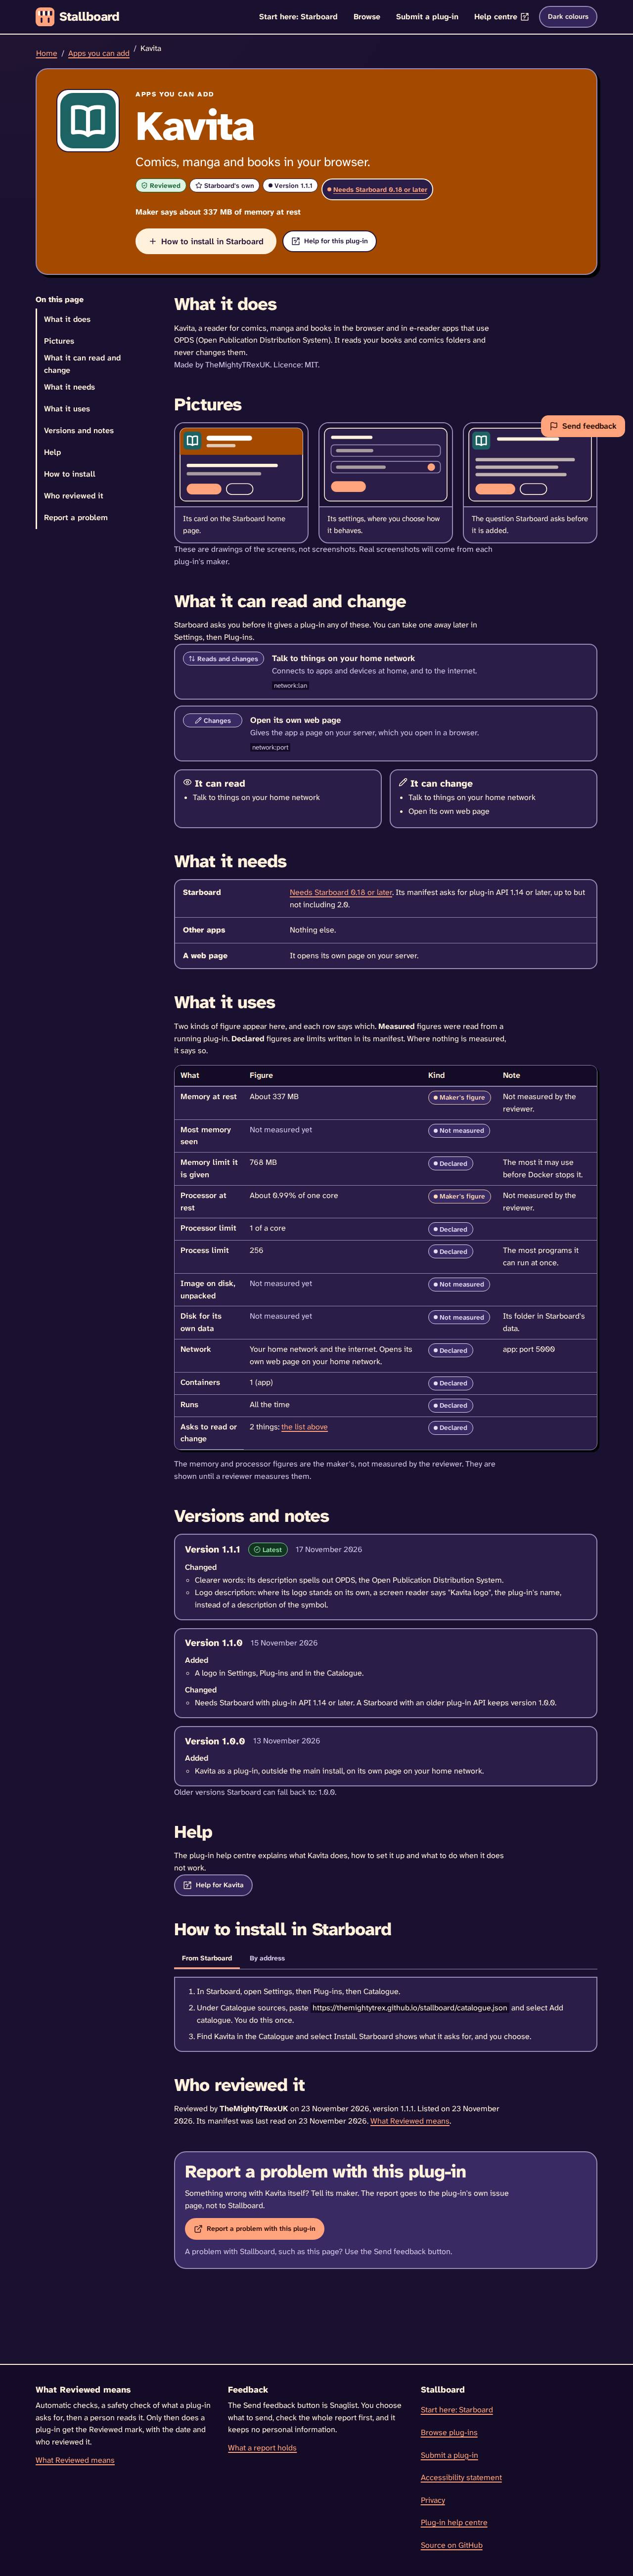 Stallboard
Start here: Starboard
Browse
Submit a plug-in
Help centre
Dark colours
Home / Apps you can add / Kavita
APPS YOU CAN ADD
Kavita
Comics, manga and books in your browser.
Reviewed
Starboard's own
Version 1.1.1
Needs Starboard 0.18 or later
Maker says about 337 MB of memory at rest
How to install in Starboard
Help for this plug-in
On this page
What it does
Pictures
What it can read and
change
What it needs
What it uses
Versions and notes
Help
How to install
Who reviewed it
Report a problem
What it does
Kavita, a reader for comics, manga and books in the browser and in e-reader apps that use
OPDS (Open Publication Distribution System). It reads your books and comics folders and
never changes them.
Made by TheMightyTRexUK. Licence: MIT.
Pictures
Send feedback
Its card on the Starboard home
page.
Its settings, where you choose how
it behaves.
The question Starboard asks before
it is added.
These are drawings of the screens, not screenshots. Real screenshots will come from each
plug-in's maker.
What it can read and change
Starboard asks you before it gives a plug-in any of these. You can take one away later in
Settings, then Plug-ins.
Reads and changes
Talk to things on your home network
Connects to apps and devices at home, and to the internet.
network:lan
Changes
Open its own web page
Gives the app a page on your server, which you open in a browser.
network:port
It can read
Talk to things on your home network
It can change
Talk to things on your home network
Open its own web page
What it needs
Starboard
Needs Starboard 0.18 or later. Its manifest asks for plug-in API 1.14 or later, up to but
not including 2.0.
Other apps
Nothing else.
A web page
It opens its own page on your server.
What it uses
Two kinds of figure appear here, and each row says which. Measured figures were read from a
running plug-in. Declared figures are limits written in its manifest. Where nothing is measured,
it says so.
What Figure Kind Note
Memory at rest About 337 MB Maker's figure Not measured by the
reviewer.
Most memory Not measured yet Not measured
seen
Memory limit it 768 MB Declared The most it may use
is given before Docker stops it.
Processor at About 0.99% of one core Maker's figure Not measured by the
rest reviewer.
Processor limit 1 of a core Declared
Process limit 256 Declared The most programs it
can run at once.
Image on disk, Not measured yet Not measured
unpacked
Disk for its Not measured yet Not measured Its folder in Starboard's
own data data.
Network Your home network and the internet. Opens its Declared app: port 5000
own web page on your home network.
Containers 1 (app) Declared
Runs All the time Declared
Asks to read or 2 things: the list above Declared
change
The memory and processor figures are the maker's, not measured by the reviewer. They are
shown until a reviewer measures them.
Versions and notes
Version 1.1.1 Latest 17 November 2026
Changed
Clearer words: its description spells out OPDS, the Open Publication Distribution System.
Logo description: where its logo stands on its own, a screen reader says "Kavita logo", the plug-in's name,
instead of a description of the symbol.
Version 1.1.0 15 November 2026
Added
A logo in Settings, Plug-ins and in the Catalogue.
Changed
Needs Starboard with plug-in API 1.14 or later. A Starboard with an older plug-in API keeps version 1.0.0.
Version 1.0.0 13 November 2026
Added
Kavita as a plug-in, outside the main install, on its own page on your home network.
Older versions Starboard can fall back to: 1.0.0.
Help
The plug-in help centre explains what Kavita does, how to set it up and what to do when it does
not work.
Help for Kavita
How to install in Starboard
From Starboard
By address
1. In Starboard, open Settings, then Plug-ins, then Catalogue.
2. Under Catalogue sources, paste https://themightytrex.github.io/stallboard/catalogue.json and select Add
catalogue. You do this once.
3. Find Kavita in the Catalogue and select Install. Starboard shows what it asks for, and you choose.
Who reviewed it
Reviewed by TheMightyTRexUK on 23 November 2026, version 1.1.1. Listed on 23 November
2026. Its manifest was last read on 23 November 2026. What Reviewed means.
Report a problem with this plug-in
Something wrong with Kavita itself? Tell its maker. The report goes to the plug-in's own issue
page, not to Stallboard.
Report a problem with this plug-in
A problem with Stallboard, such as this page? Use the Send feedback button.
What Reviewed means
Automatic checks, a safety check of what a plug-in
asks for, then a person reads it. Only then does a
plug-in get the Reviewed mark, with the date and
who reviewed it.
What Reviewed means
Feedback
The Send feedback button is Snaglist. You choose
what to send, check the whole report first, and it
keeps no personal information.
What a report holds
Stallboard
Start here: Starboard
Browse plug-ins
Submit a plug-in
Accessibility statement
Privacy
Plug-in help centre
Source on GitHub